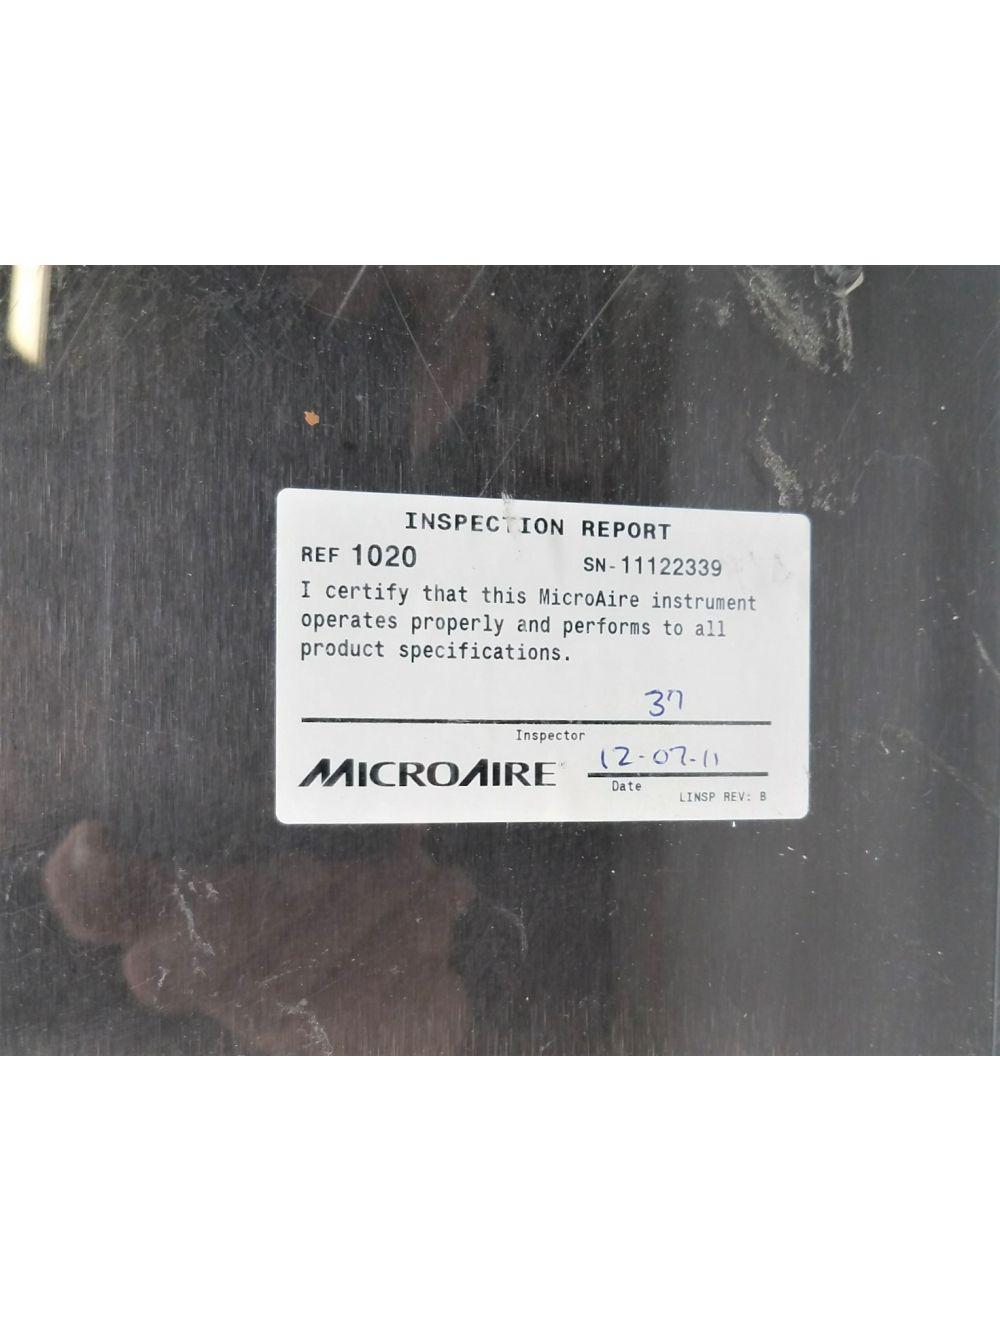 INSPECTION REPORT
REF 1020 SN-11122339
I certify that this MicroAire instrument
operates properly and performs to all
product specifications.
37
Inspector
MICROAIRE 12-07-11
Date LINSP REV: B